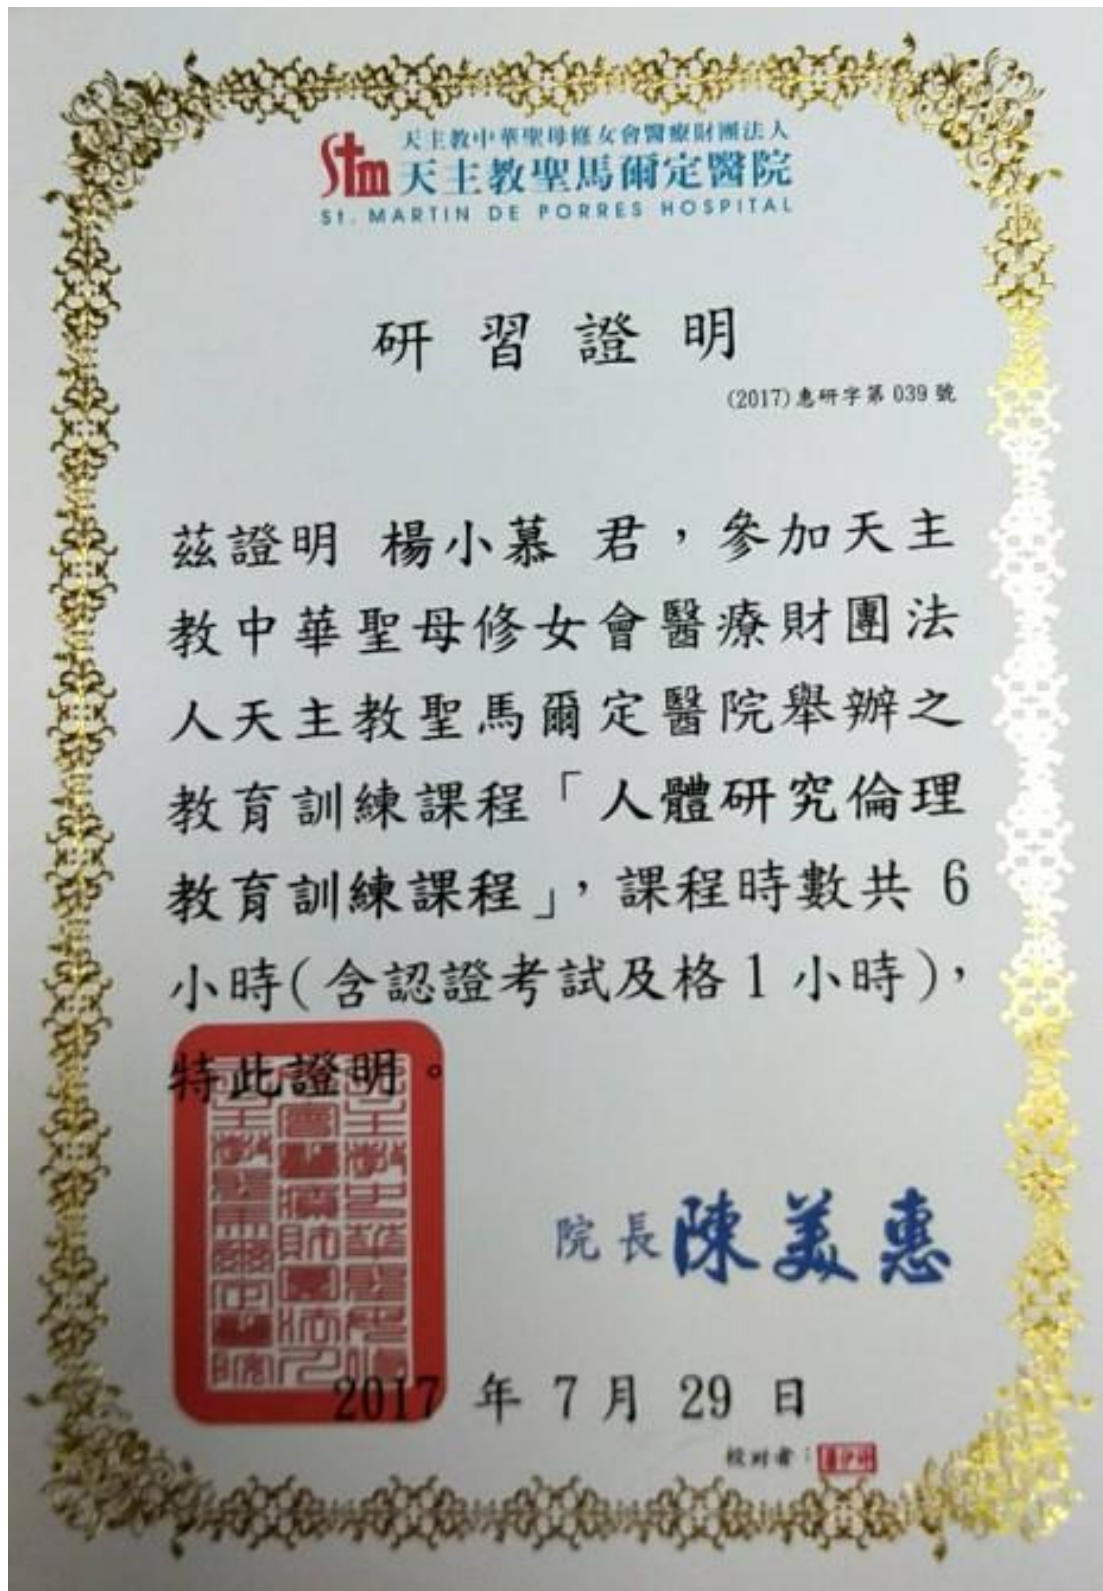 Stm
天主教中華聖母修女會醫療財團法人
天主教聖馬爾定醫院
St. MARTIN DE PORRES HOSPITAL
研習證明
(2017)惠研字第 039 號
茲證明 楊小慕 君，參加天主
教中華聖母修女會醫療財團法
人天主教聖馬爾定醫院舉辦之
教育訓練課程「人體研究倫理
教育訓練課程」，課程時數共 6
小時(含認證考試及格 1 小時)，
特此證明。
院長 陳美惠
2017 年 7 月 29 日
校對者：